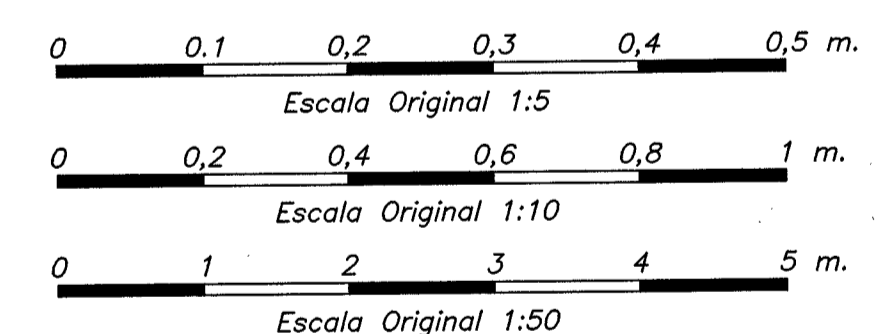 0 0.1 0,2 0,3 0,4 0,5 m.
Escala Original 1:5
0 0,2 0,4 0,6 0,8 1 m.
Escala Original 1:10
0 1 2 3 4 5 m.
Escala Original 1:50